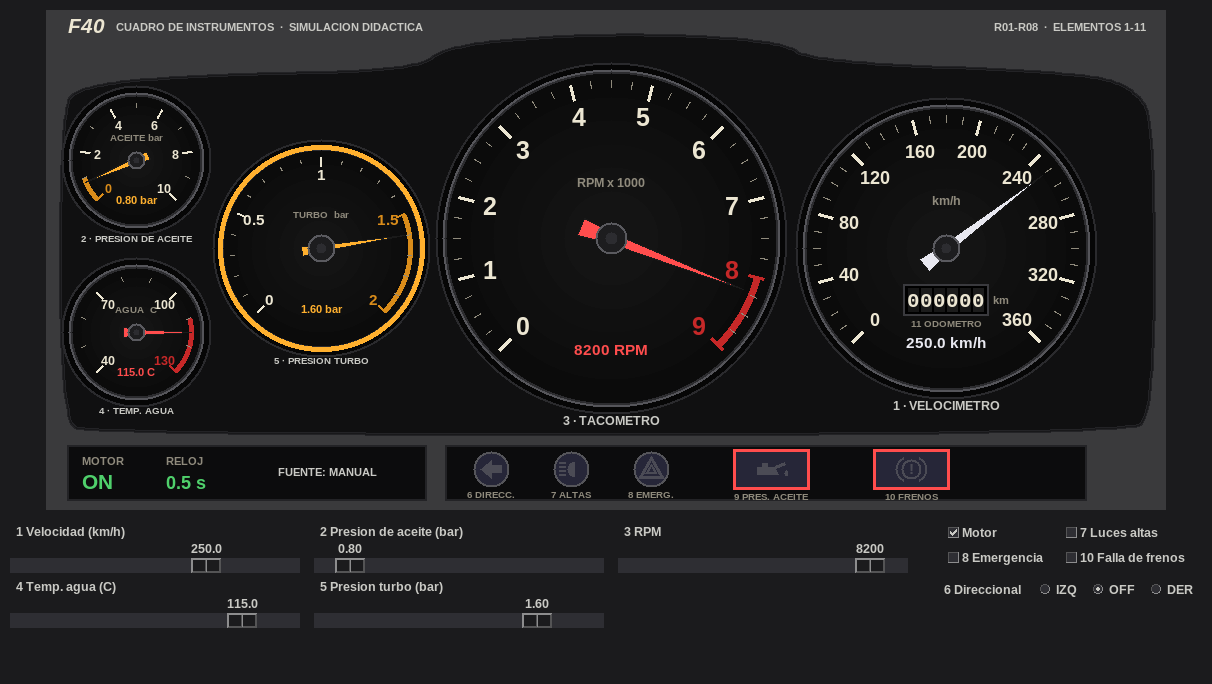 F40 CUADRO DE INSTRUMENTOS · SIMULACION DIDACTICA
R01-R08 · ELEMENTOS 1-11
0 2 4 6 8 10
ACEITE bar
0.80 bar
2 · PRESION DE ACEITE
40 70 100 130
AGUA C
115.0 C
4 · TEMP. AGUA
0 0.5 1 1.5 2
TURBO bar
1.60 bar
5 · PRESION TURBO
0 1 2 3 4 5 6 7 8 9
RPM x 1000
8200 RPM
3 · TACOMETRO
0 40 80 120 160 200 240 280 320 360
km/h
000000 km
11 ODOMETRO
250.0 km/h
1 · VELOCIMETRO
MOTOR
ON
RELOJ
0.5 s
FUENTE: MANUAL
6 DIRECC.
7 ALTAS
8 EMERG.
9 PRES. ACEITE
10 FRENOS
1 Velocidad (km/h)
250.0
2 Presion de aceite (bar)
0.80
3 RPM
8200
4 Temp. agua (C)
115.0
5 Presion turbo (bar)
1.60
Motor
7 Luces altas
8 Emergencia
10 Falla de frenos
6 Direccional IZQ OFF DER